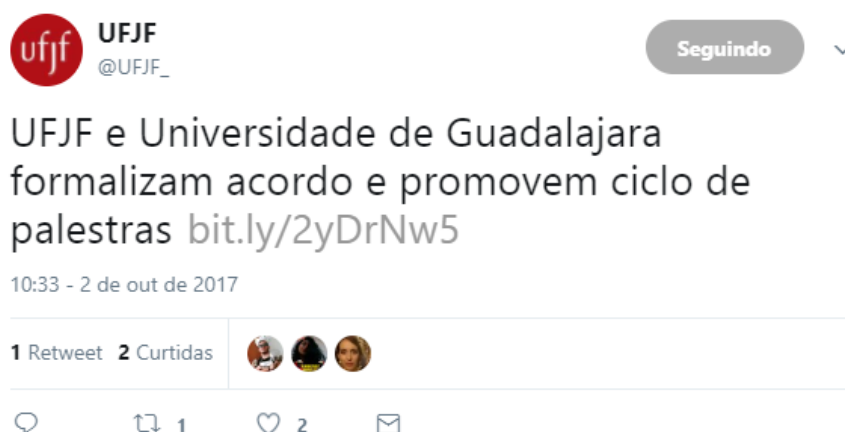 ufjf
UFJF
@UFJF_
Seguindo
UFJF e Universidade de Guadalajara
formalizam acordo e promovem ciclo de
palestras bit.ly/2yDrNw5
10:33 - 2 de out de 2017
1 Retweet 2 Curtidas
1 2